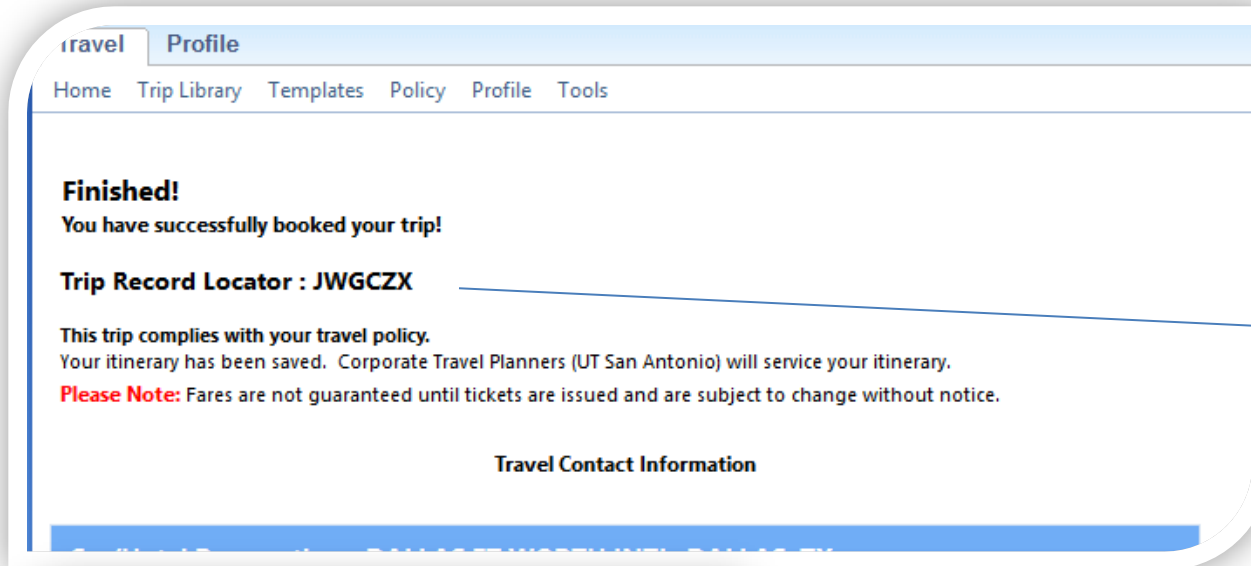 Travel Profile
Home Trip Library Templates Policy Profile Tools
Finished!
You have successfully booked your trip!
Trip Record Locator : JWGCZX
This trip complies with your travel policy.
Your itinerary has been saved. Corporate Travel Planners (UT San Antonio) will service your itinerary.
Please Note: Fares are not guaranteed until tickets are issued and are subject to change without notice.
Travel Contact Information